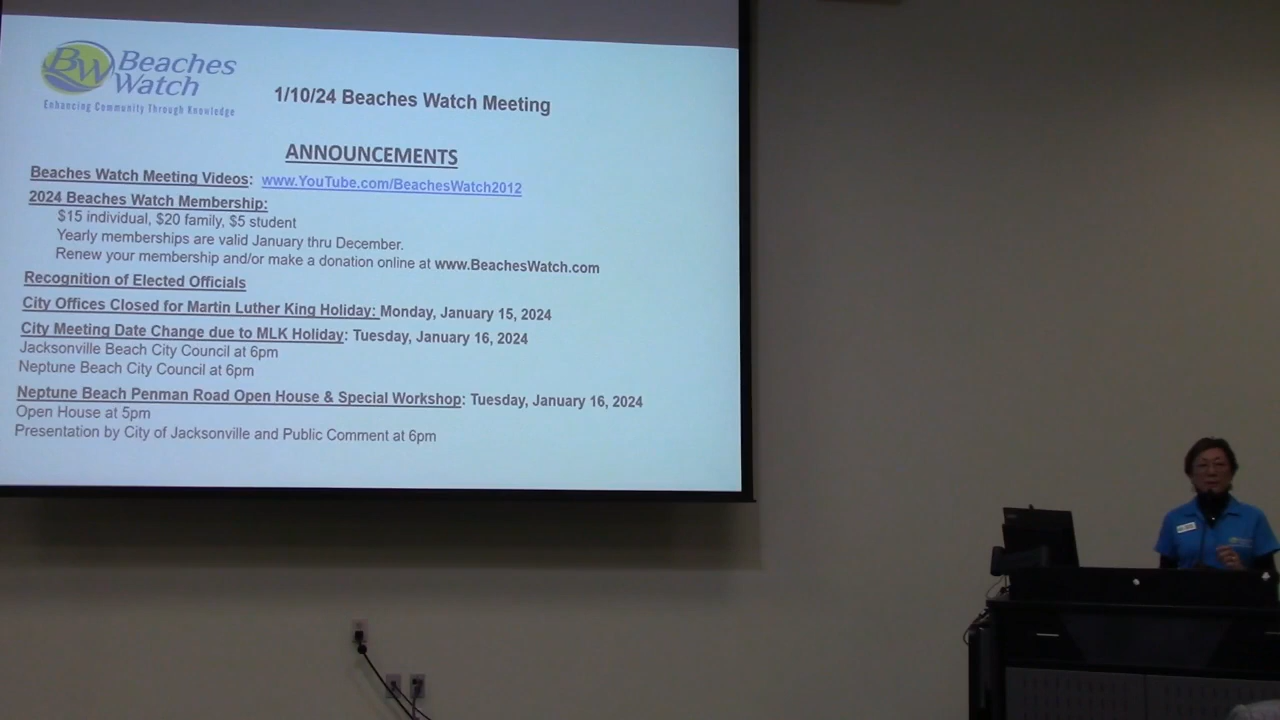 BW Beaches
Watch
Enhancing Community Through Knowledge
1/10/24 Beaches Watch Meeting
ANNOUNCEMENTS
Beaches Watch Meeting Videos: www.YouTube.com/BeachesWatch2012
2024 Beaches Watch Membership:
$15 individual, $20 family, $5 student
Yearly memberships are valid January thru December.
Renew your membership and/or make a donation online at www.BeachesWatch.com
Recognition of Elected Officials
City Offices Closed for Martin Luther King Holiday: Monday, January 15, 2024
City Meeting Date Change due to MLK Holiday: Tuesday, January 16, 2024
Jacksonville Beach City Council at 6pm
Neptune Beach City Council at 6pm
Neptune Beach Penman Road Open House & Special Workshop: Tuesday, January 16, 2024
Open House at 5pm
Presentation by City of Jacksonville and Public Comment at 6pm